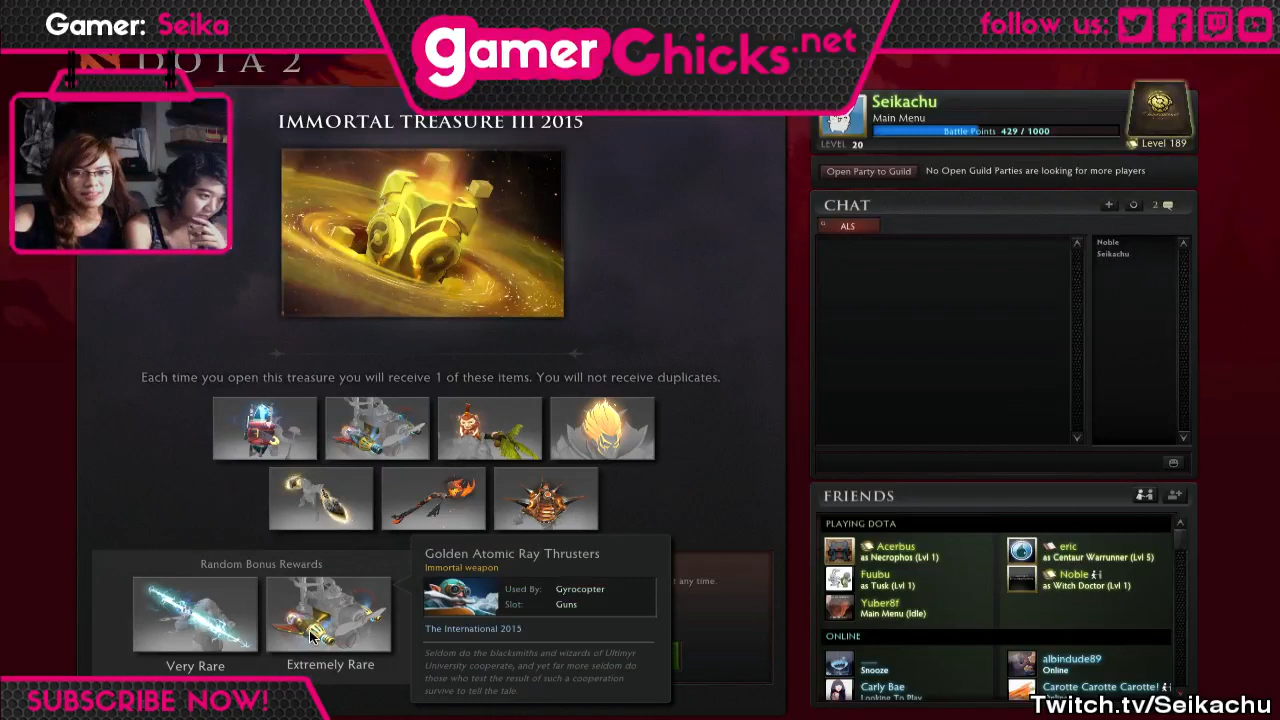 Gamer: Seika
gamerChicks.net
follow us:
DOTA 2
IMMORTAL TREASURE III 2015
Seikachu
Main Menu
Battle Points 429 / 1000
LEVEL 20
Level 189
Open Party to Guild
No Open Guild Parties are looking for more players
CHAT
2
ALS
Noble
Seikachu
Each time you open this treasure you will receive 1 of these items. You will not receive duplicates.
FRIENDS
PLAYING DOTA
Acerbus
as Necrophos (Lvl 1)
eric
as Centaur Warrunner (Lvl 5)
Fuubu
as Tusk (Lvl 1)
Noble
as Witch Doctor (Lvl 1)
Yuber8f
Main Menu (Idle)
ONLINE
Snooze
albindude89
Online
Carly Bae
Looking To Play
Carotte Carotte Carotte!
Random Bonus Rewards
Very Rare
Extremely Rare
Golden Atomic Ray Thrusters
Immortal weapon
Used By: Gyrocopter
Slot: Guns
The International 2015
Seldom do the blacksmiths and wizards of Ultimyr
University cooperate, and yet far more seldom do
those who test the result of such a cooperation
survive to tell the tale.
t any time.
SUBSCRIBE NOW!
Twitch.tv/Seikachu